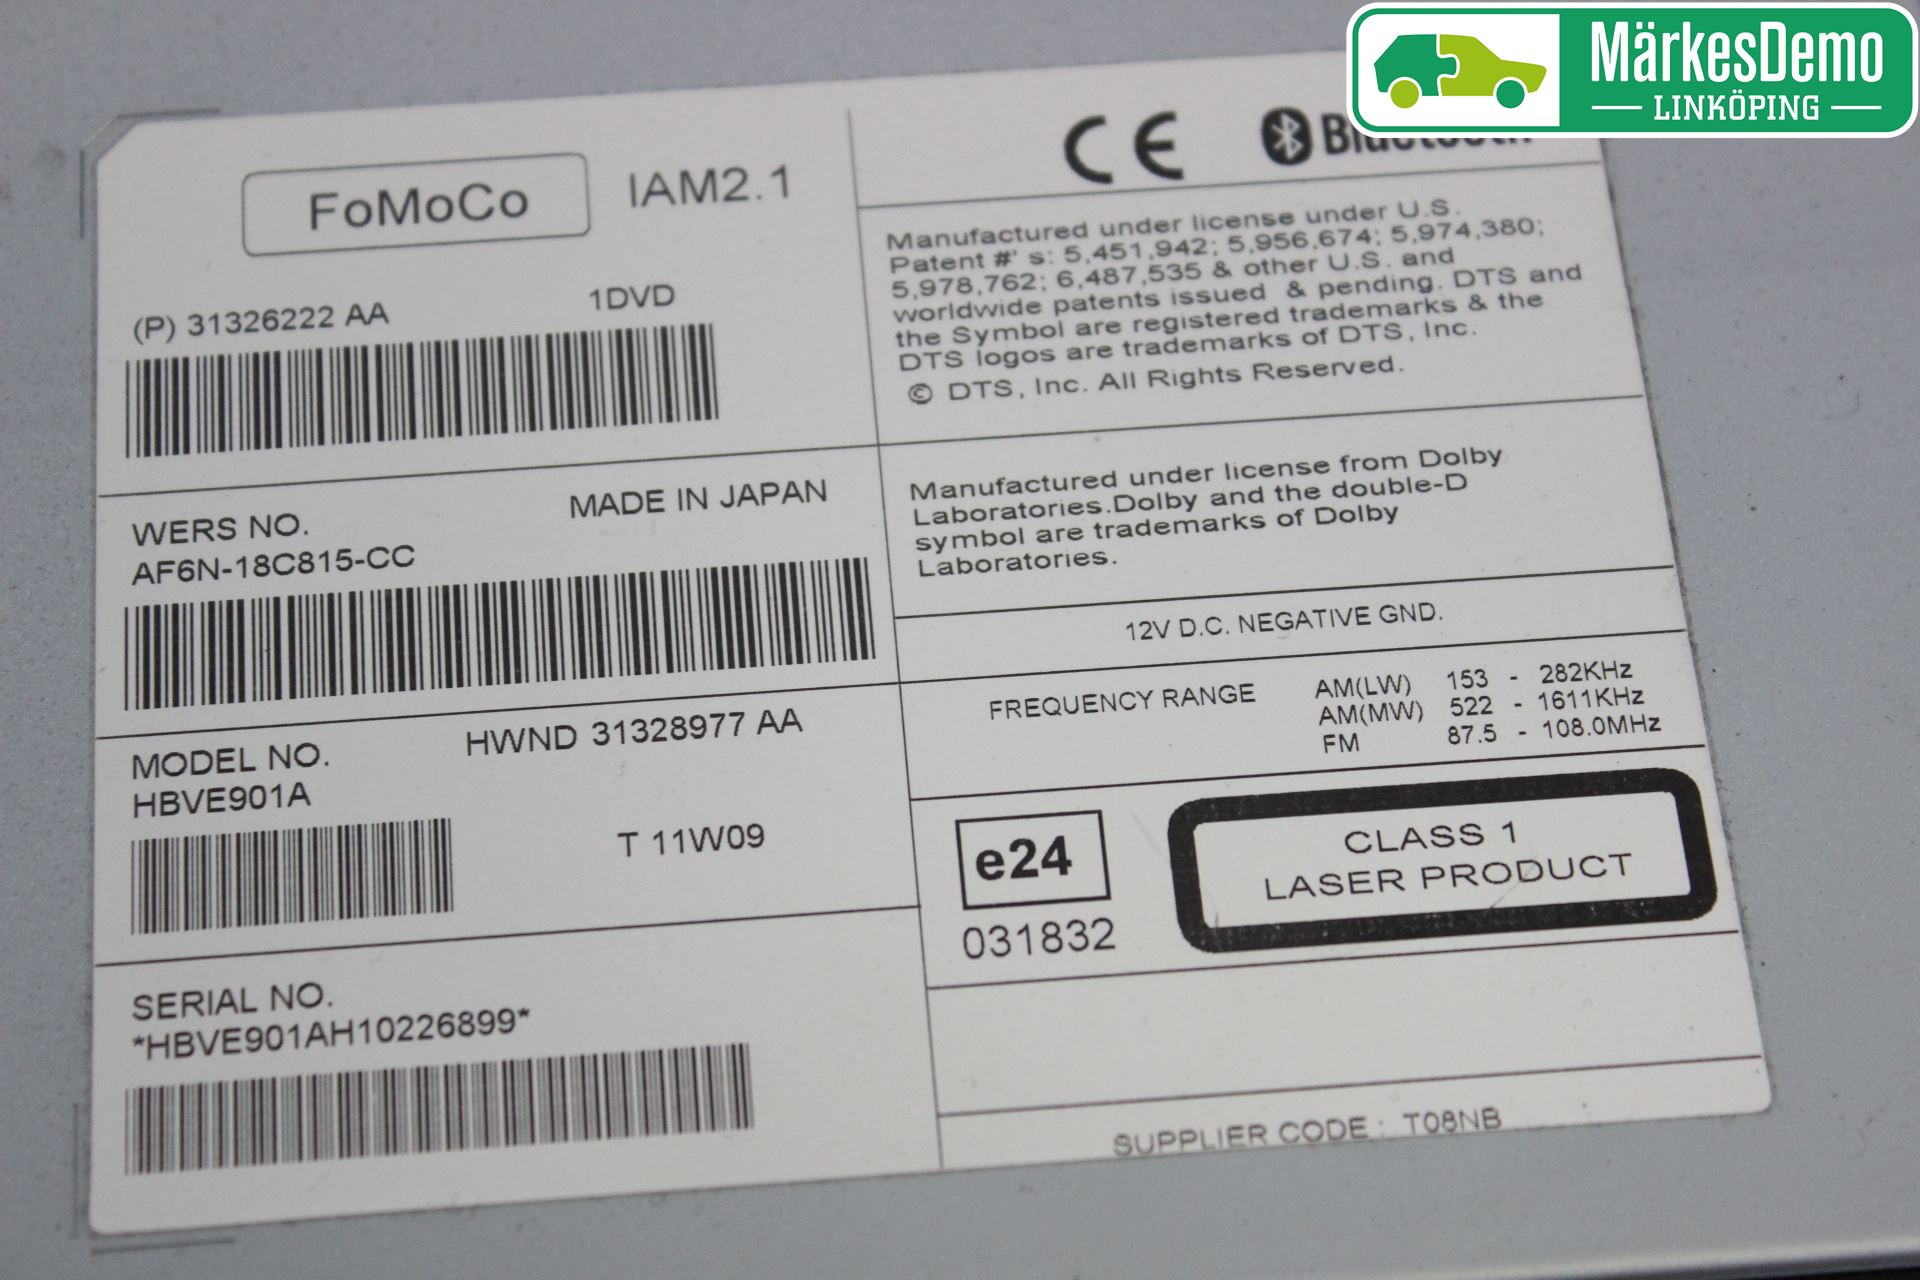 MärkesDemo
LINKÖPING
FoMoCo
IAM2.1
(P) 31326222 AA
1DVD
WERS NO.
MADE IN JAPAN
AF6N-18C815-CC
MODEL NO.
HWND 31328977 AA
HBVE901A
T 11W09
SERIAL NO.
*HBVE901AH10226899*
CE
Bluetooth
Manufactured under license under U.S.
Patent #' s: 5,451,942; 5,956,674; 5,974,380;
5,978,762; 6,487,535 & other U.S. and
worldwide patents issued & pending. DTS and
the Symbol are registered trademarks & the
DTS logos are trademarks of DTS, Inc.
© DTS, Inc. All Rights Reserved.
Manufactured under license from Dolby
Laboratories.Dolby and the double-D
symbol are trademarks of Dolby
Laboratories.
12V D.C. NEGATIVE GND.
FREQUENCY RANGE
AM(LW) 153 - 282KHz
AM(MW) 522 - 1611KHz
FM 87.5 - 108.0MHz
e24
031832
CLASS 1
LASER PRODUCT
SUPPLIER CODE : T08NB